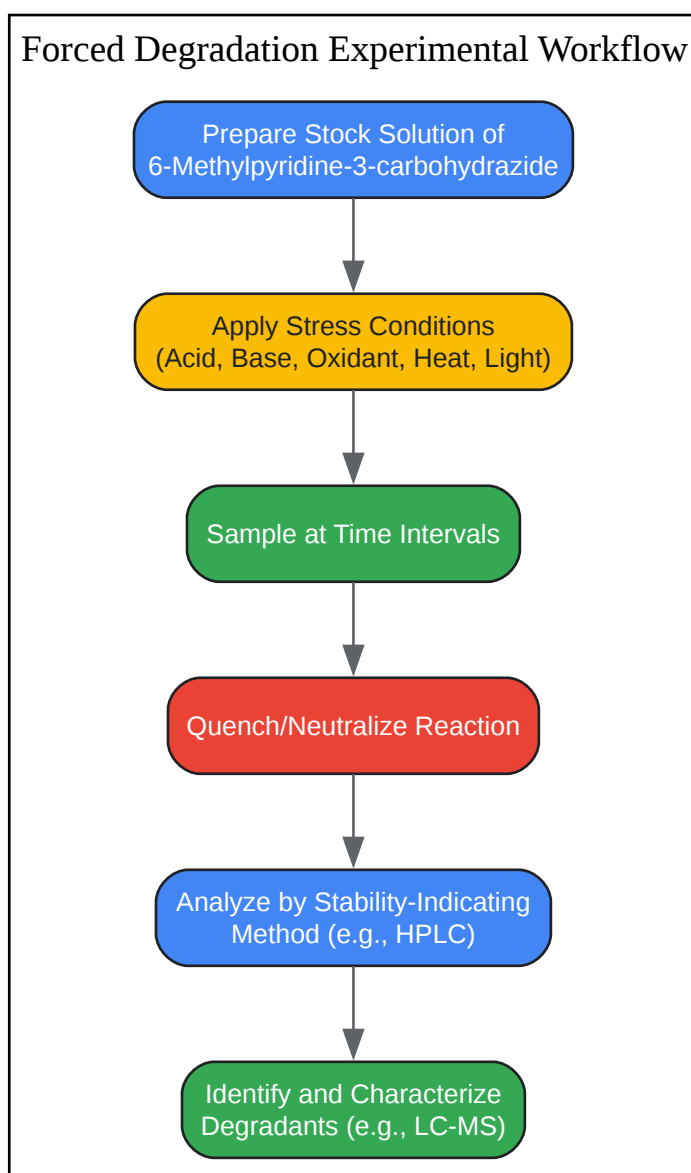 Forced Degradation Experimental Workflow
Prepare Stock Solution of
6-Methylpyridine-3-carbohydrazide
Apply Stress Conditions
(Acid, Base, Oxidant, Heat, Light)
Sample at Time Intervals
Quench/Neutralize Reaction
Analyze by Stability-Indicating
Method (e.g., HPLC)
Identify and Characterize
Degradants (e.g., LC-MS)